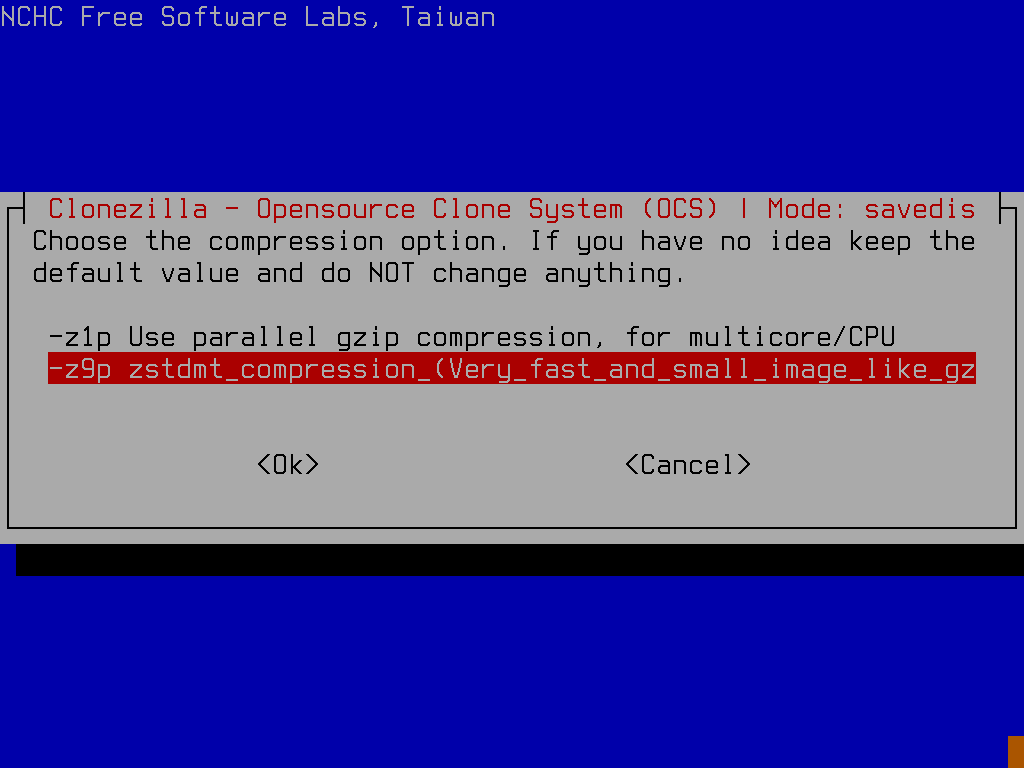 NCHC Free Software Labs, Taiwan
Clonezilla - Opensource Clone System (OCS) | Mode: savedis
Choose the compression option. If you have no idea keep the
default value and do NOT change anything.
-z1p Use parallel gzip compression, for multicore/CPU
-z9p zstdmt_compression_(Very_fast_and_small_image_like_gz
<Ok> <Cancel>